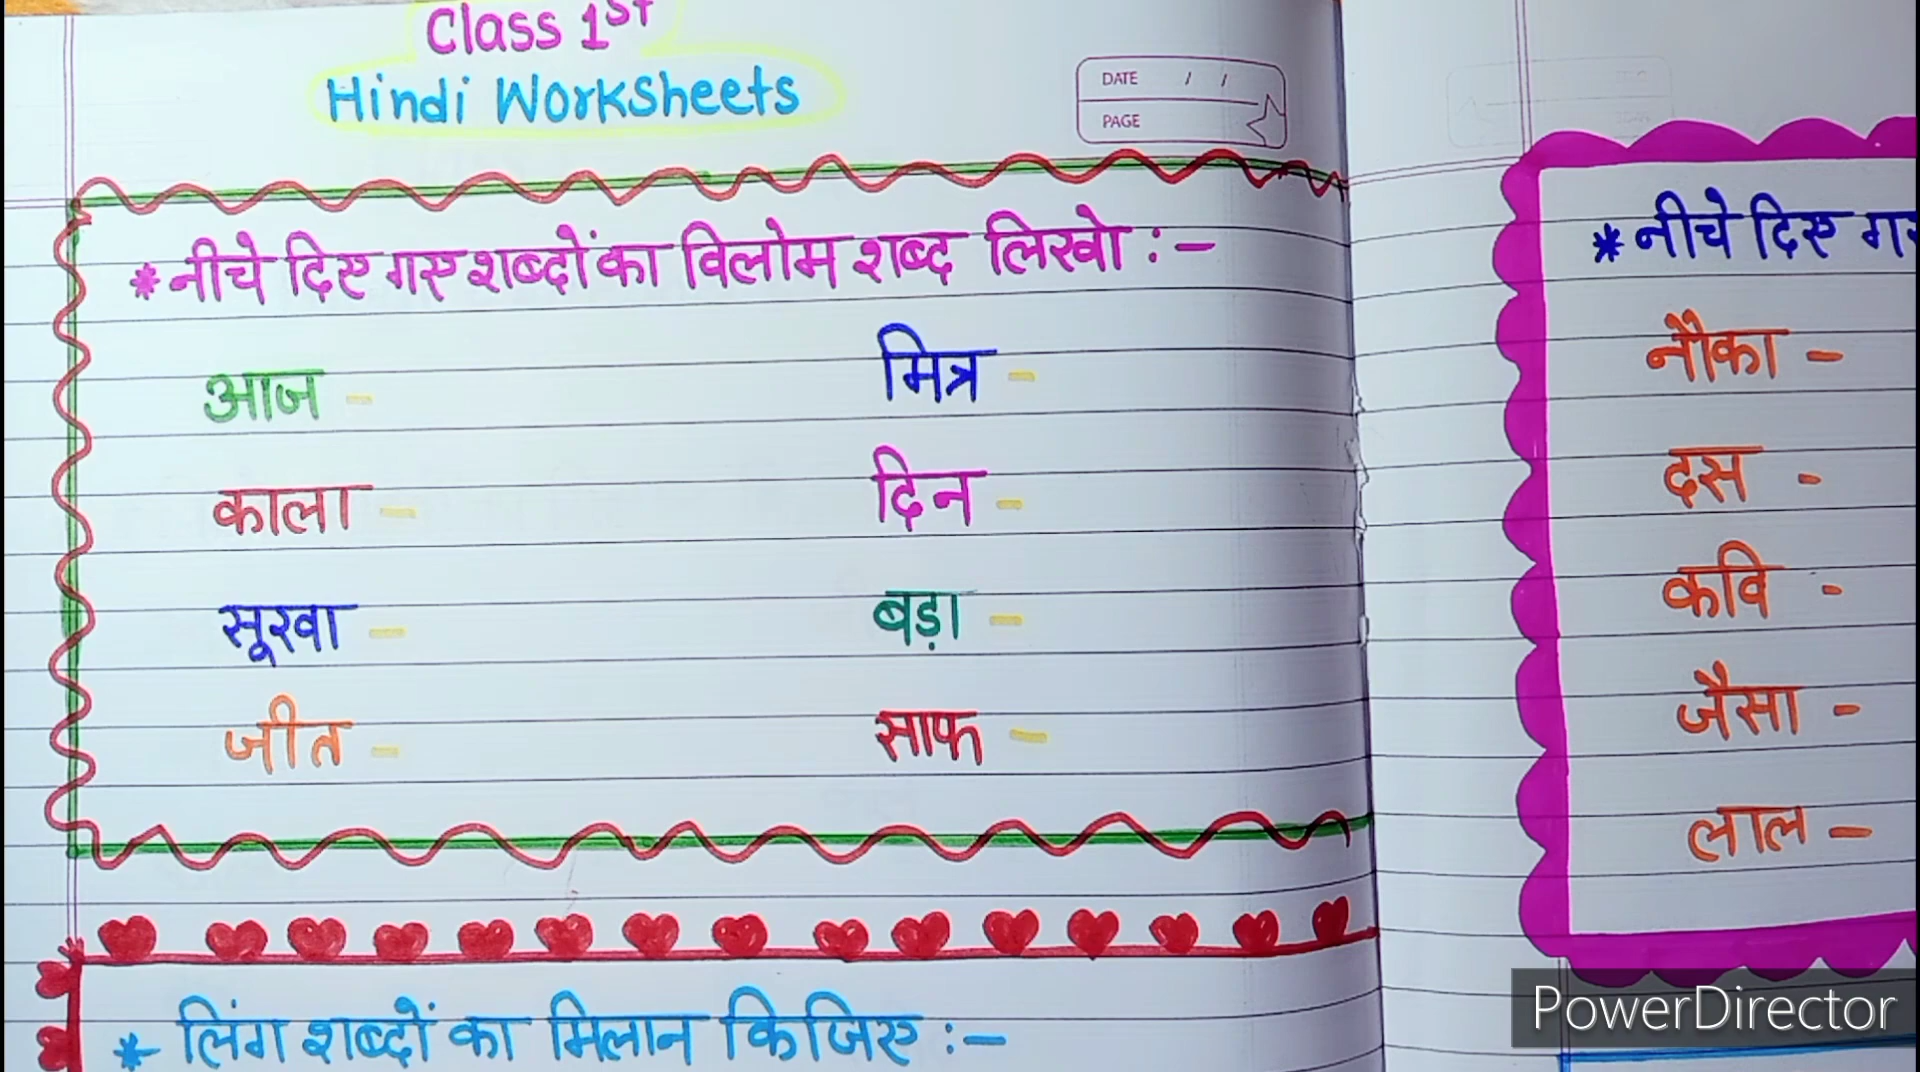 Class 1st
Hindi Worksheets
DATE / /
PAGE
* नीचे दिए गए शब्दों का विलोम शब्द लिखो :-
आज - मित्र -
काला - दिन -
सूखा - बड़ा -
जीत - साफ -
* लिंग शब्दों का मिलान किजिए :-
* नीचे दिए
नौका -
दस -
कवि -
जैसा -
लाल -
PowerDirector